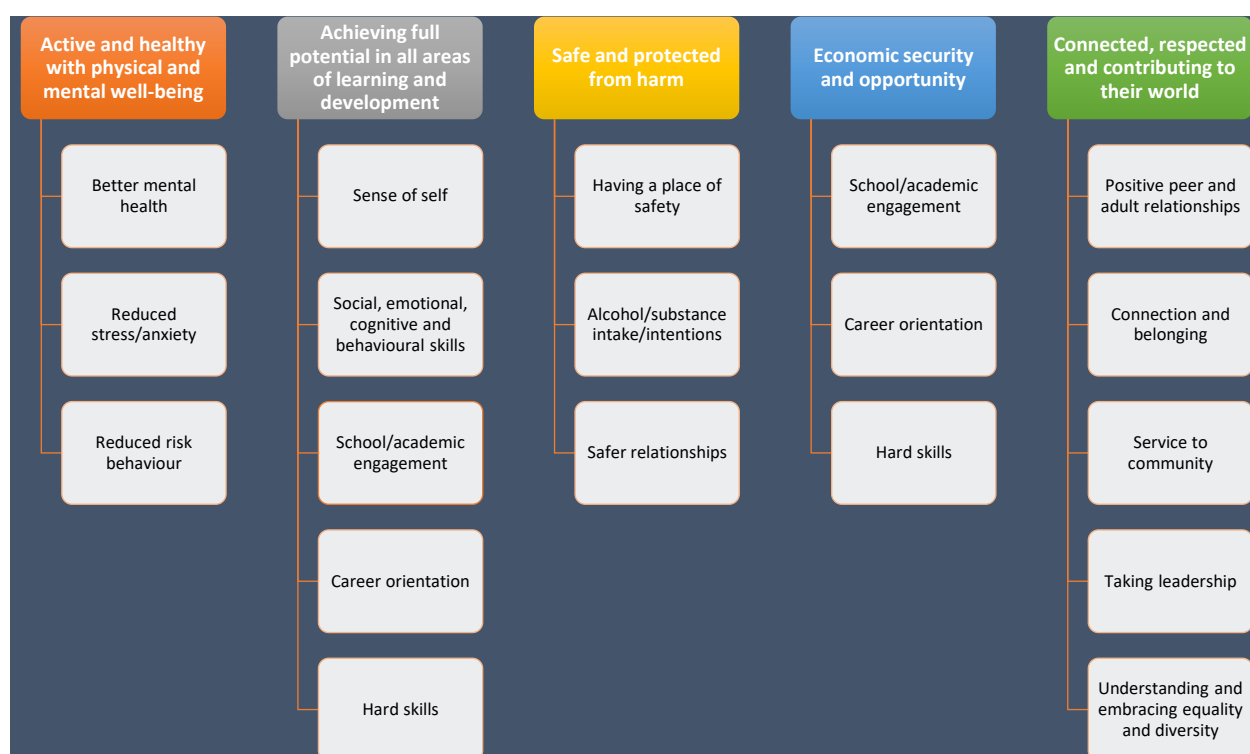 Active and healthy
with physical and
mental well-being
Better mental
health
Reduced
stress/anxiety
Reduced risk
behaviour
Achieving full
potential in all areas
of learning and
development
Sense of self
Social, emotional,
cognitive and
behavioural skills
School/academic
engagement
Career orientation
Hard skills
Safe and protected
from harm
Having a place of
safety
Alcohol/substance
intake/intentions
Safer relationships
Economic security
and opportunity
School/academic
engagement
Career orientation
Hard skills
Connected, respected
and contributing to
their world
Positive peer and
adult relationships
Connection and
belonging
Service to
community
Taking leadership
Understanding and
embracing equality
and diversity